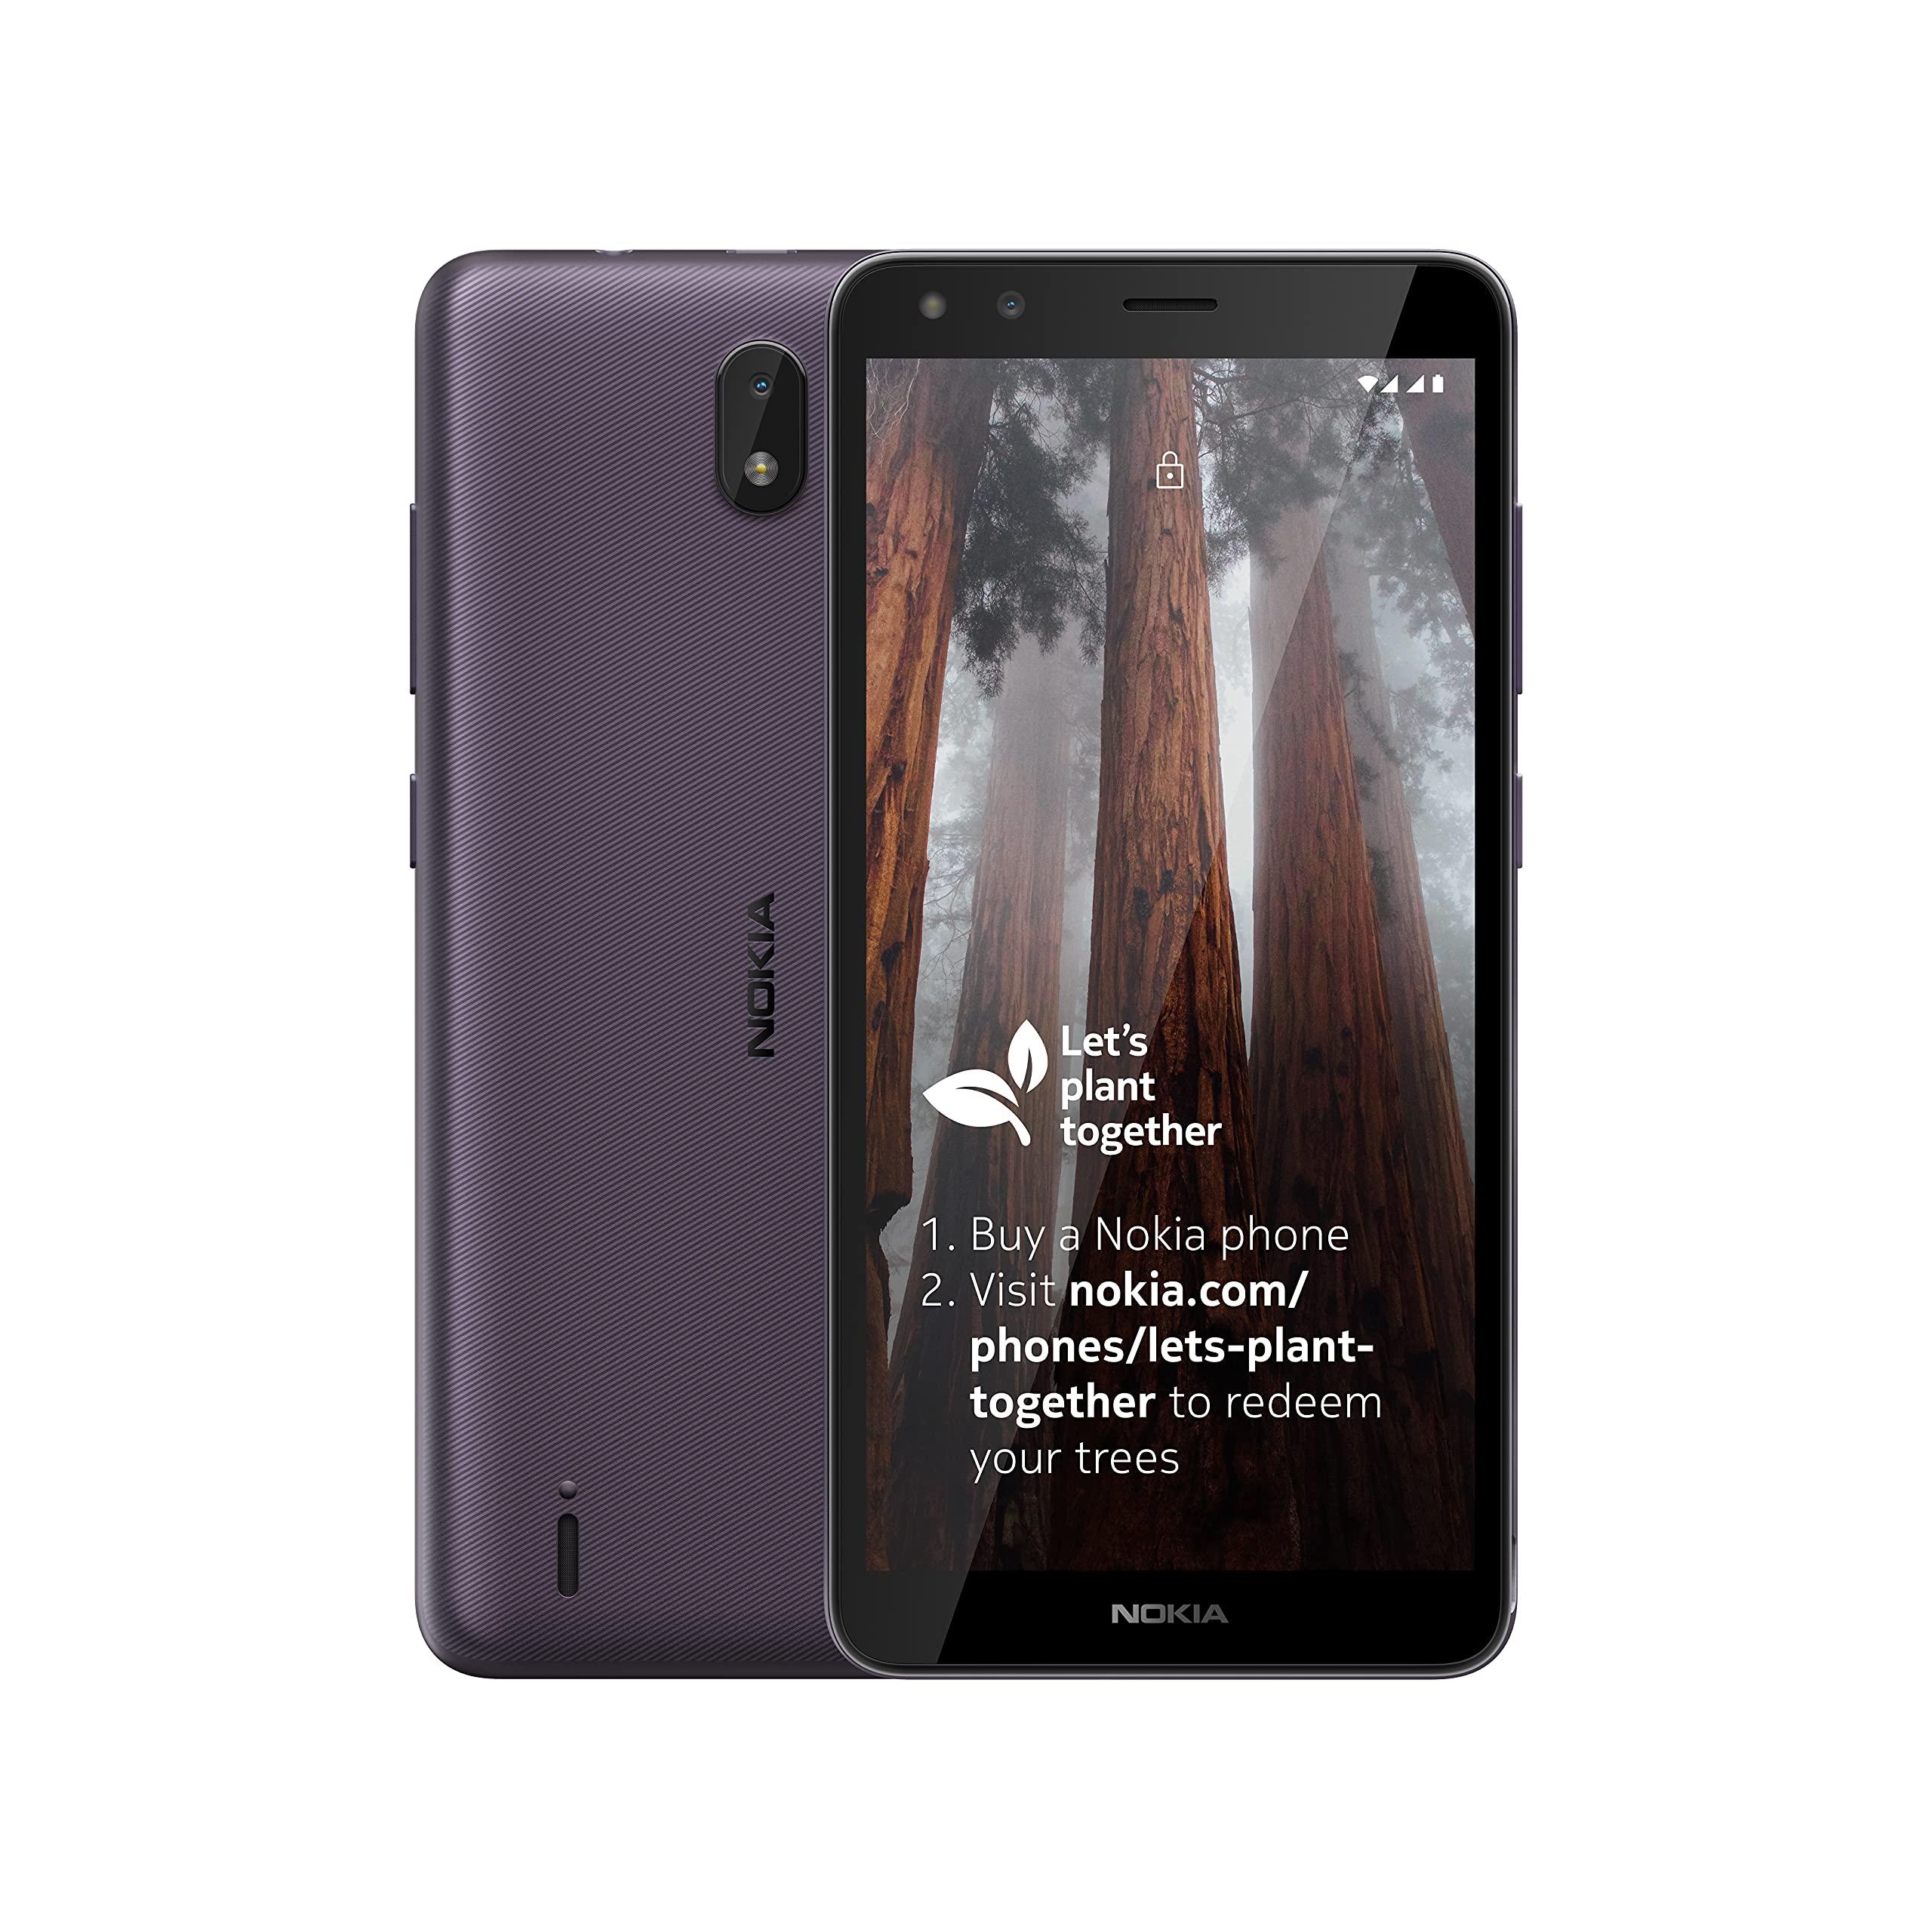 NOKIA
Let's
plant
together
1. Buy a Nokia phone
2. Visit nokia.com/
phones/lets-plant-
together to redeem
your trees
NOKIA